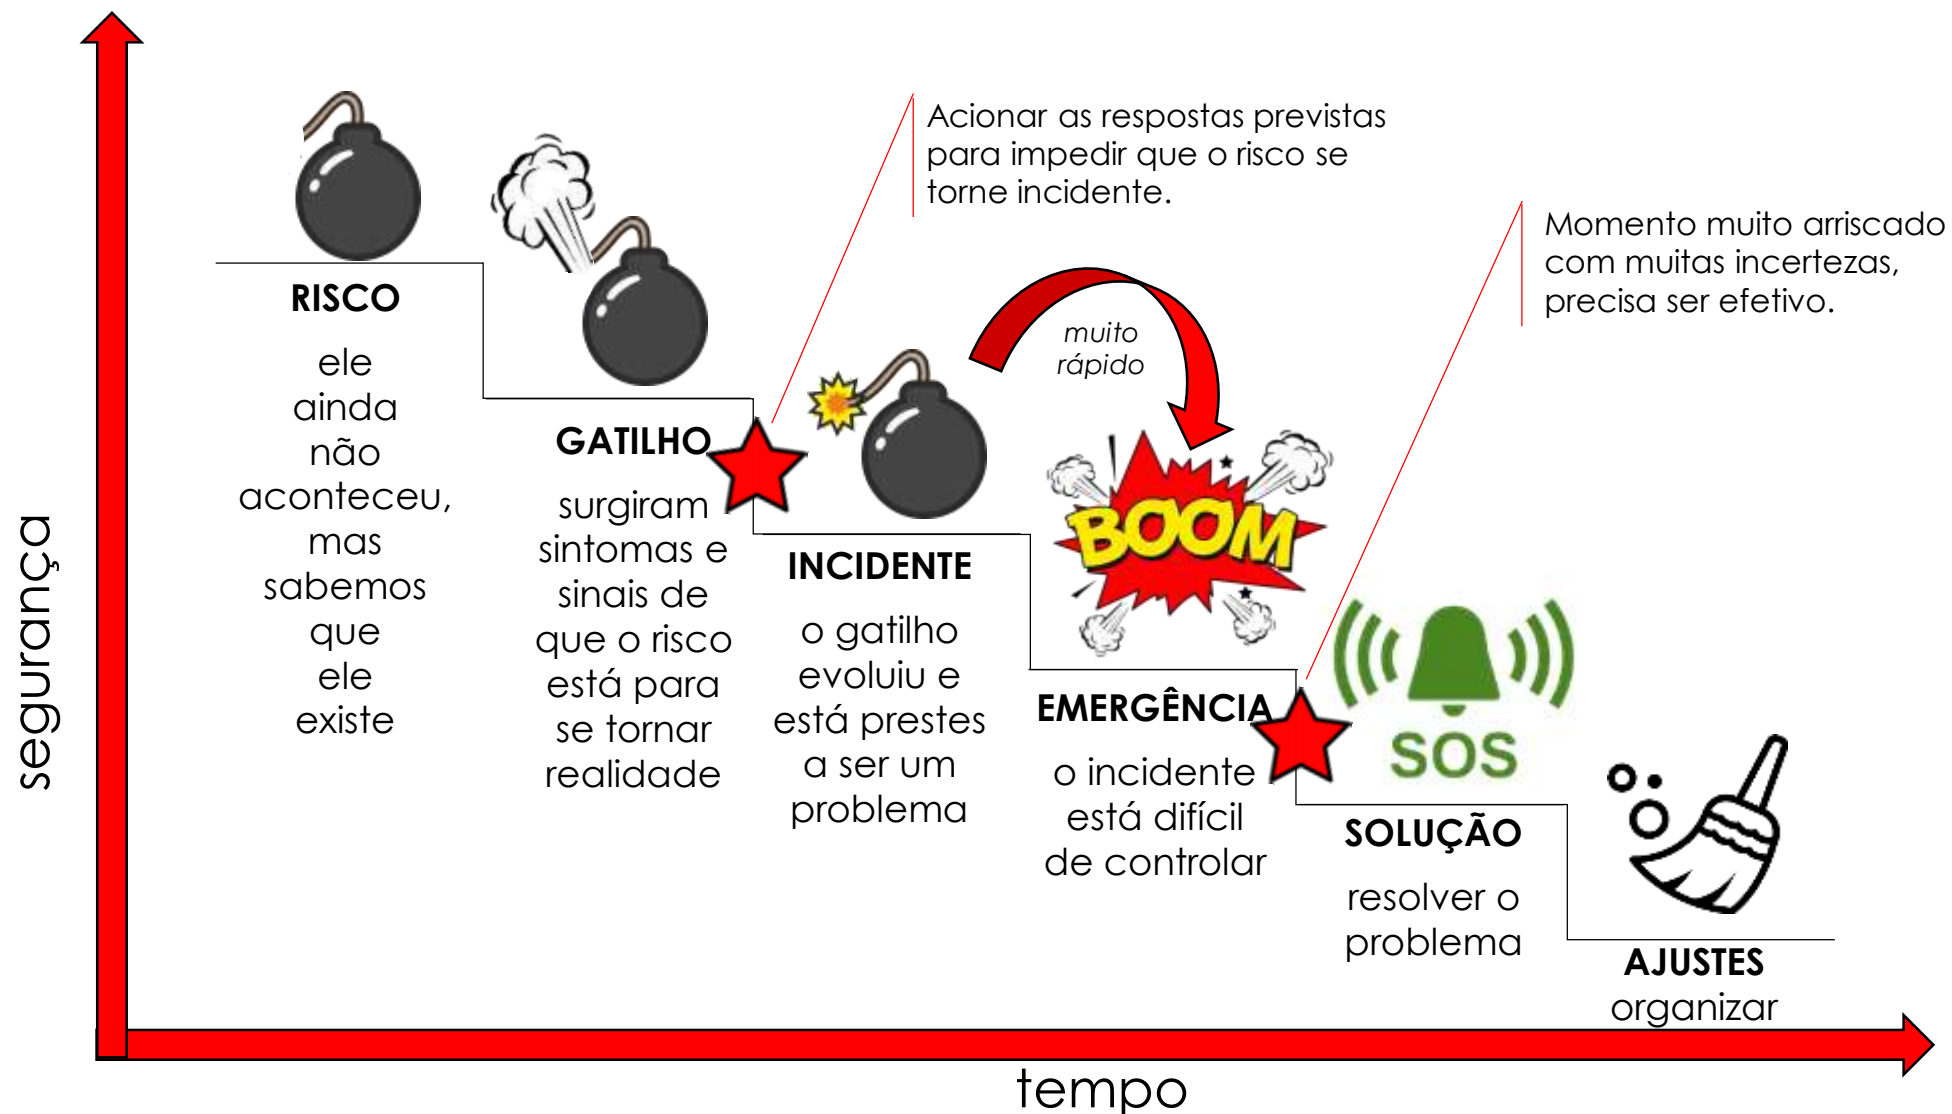 Acionar as respostas previstas
para impedir que o risco se
torne incidente.
Momento muito arriscado
com muitas incertezas,
precisa ser efetivo.
RISCO
ele
ainda
não
aconteceu,
mas
sabemos
que
ele
existe
GATILHO
surgiram
sintomas e
sinais de
que o risco
está para
se tornar
realidade
muito
rápido
INCIDENTE
o gatilho
evoluiu e
está prestes
a ser um
problema
BOOM
EMERGÊNCIA
o incidente
está difícil
de controlar
SOS
SOLUÇÃO
resolver o
problema
AJUSTES
organizar
segurança
tempo